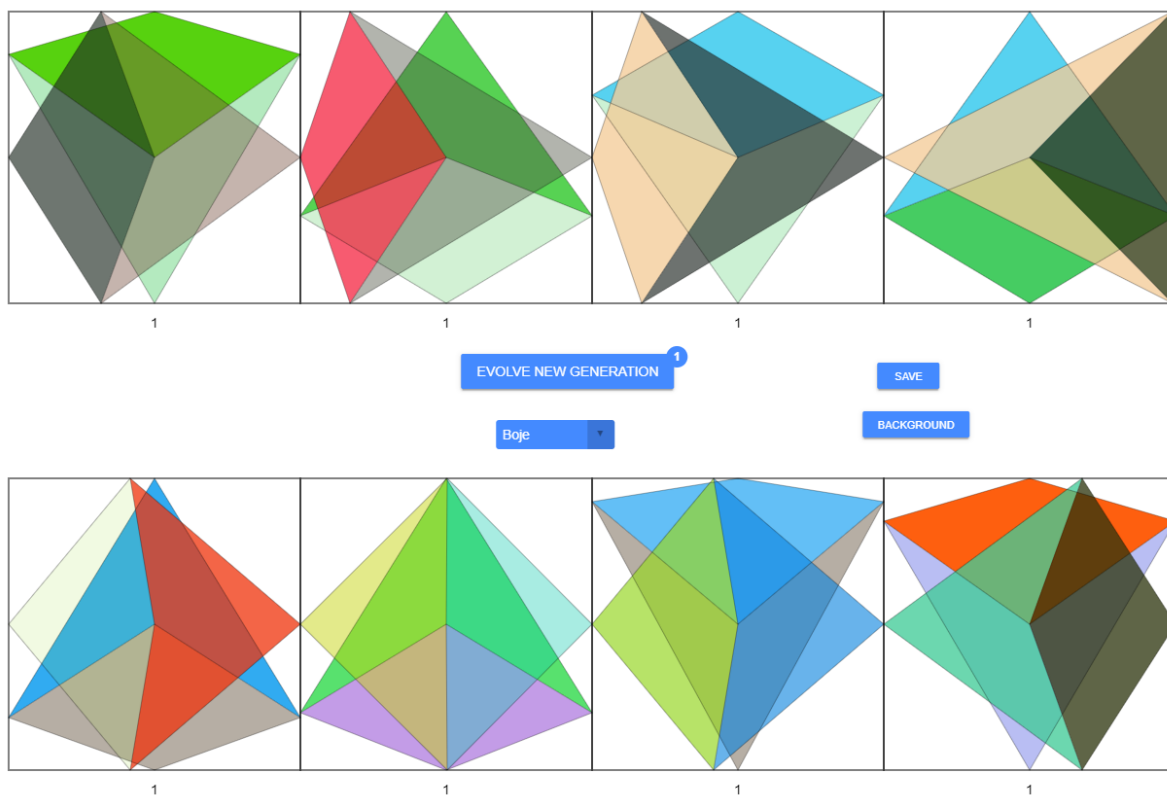 1 1 1 1
1
EVOLVE NEW GENERATION
SAVE
BACKGROUND
Boje
1 1 1 1